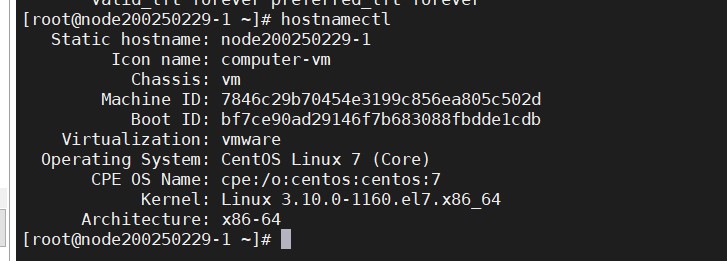 valid_lft forever preferred_lft forever
[root@node200250229-1 ~]# hostnamectl
Static hostname: node200250229-1
Icon name: computer-vm
Chassis: vm
Machine ID: 7846c29b70454e3199c856ea805c502d
Boot ID: bf7ce90ad29146f7b683088fbdde1cdb
Virtualization: vmware
Operating System: CentOS Linux 7 (Core)
CPE OS Name: cpe:/o:centos:centos:7
Kernel: Linux 3.10.0-1160.el7.x86_64
Architecture: x86-64
[root@node200250229-1 ~]#